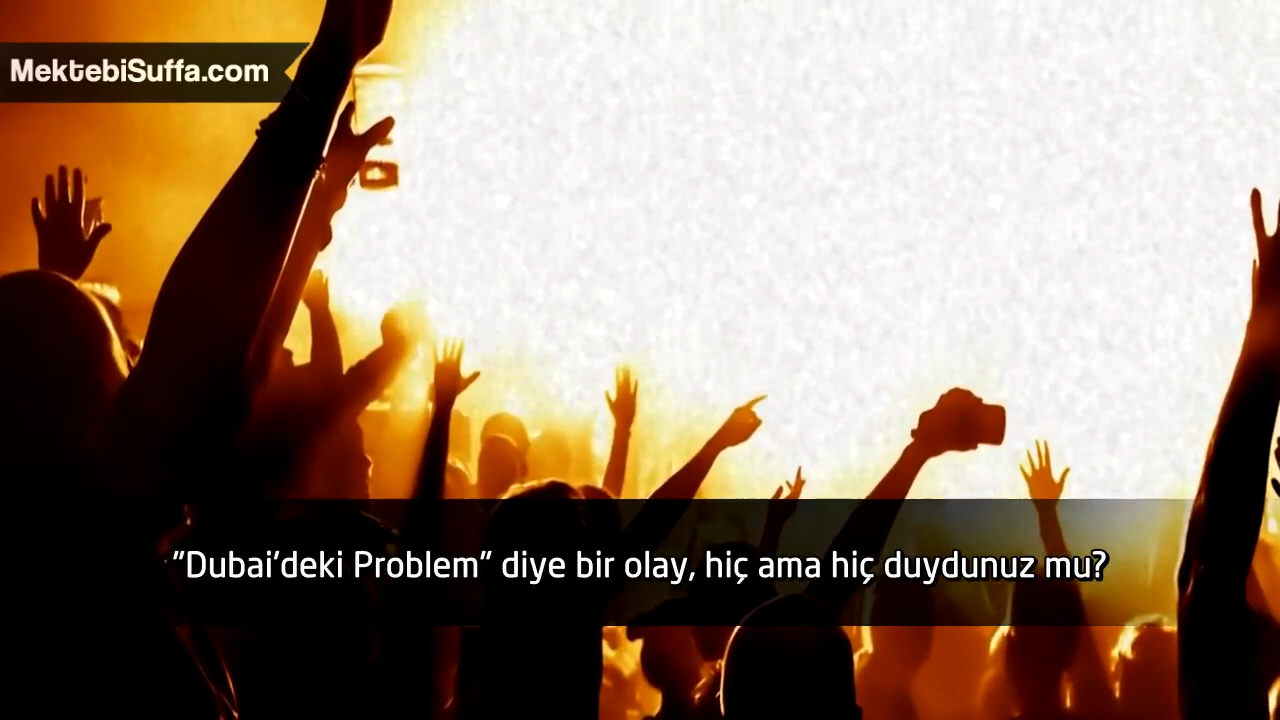 MektebiSuffa.com
"Dubai'deki Problem" diye bir olay, hiç ama hiç duydunuz mu?